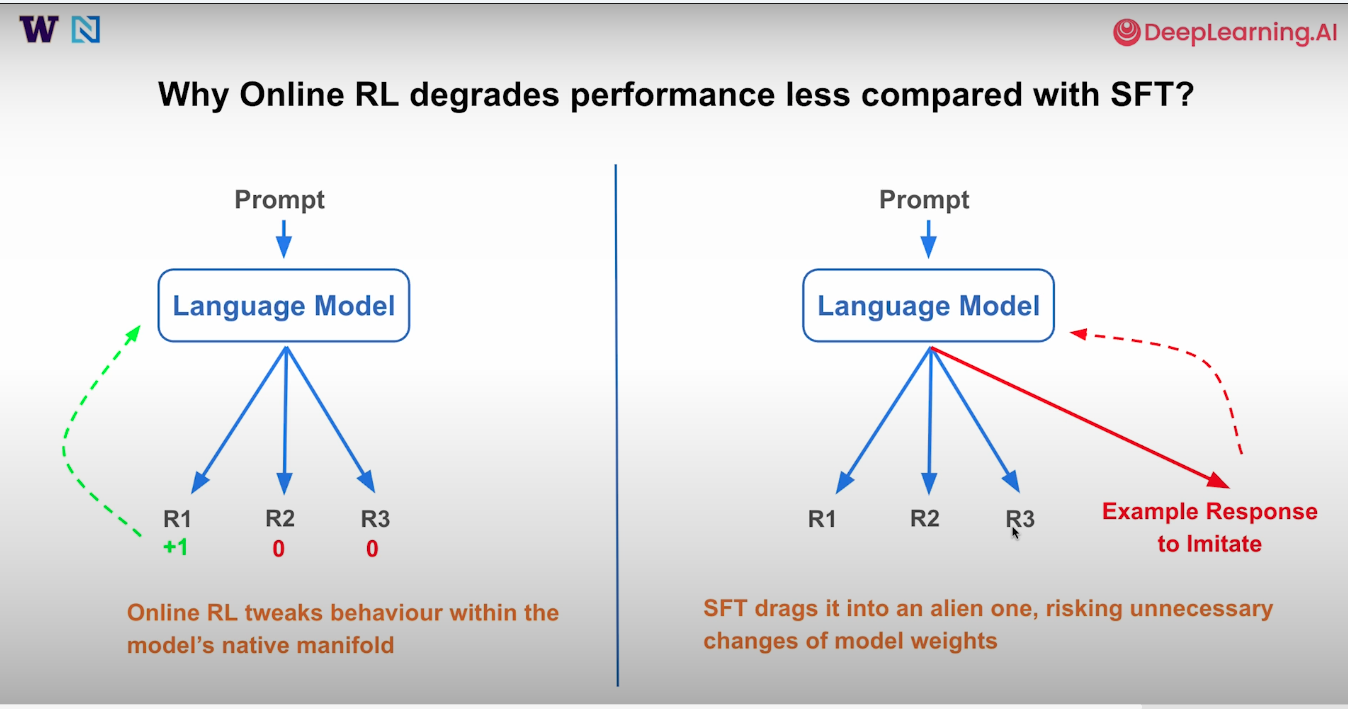 W N DeepLearning.AI
Why Online RL degrades performance less compared with SFT?
Prompt
Language Model
R1 R2 R3
+1 0 0
Online RL tweaks behaviour within the
model's native manifold
Prompt
Language Model
R1 R2 R3
Example Response
to Imitate
SFT drags it into an alien one, risking unnecessary
changes of model weights